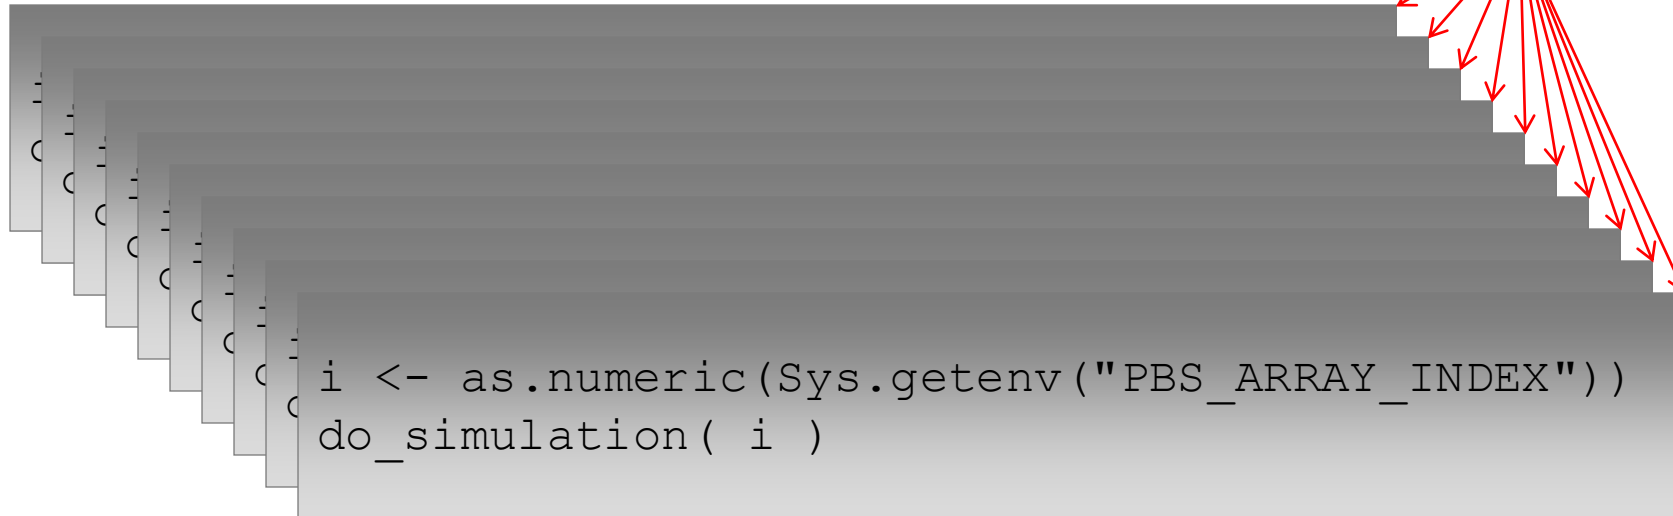 i <- as.numeric(Sys.getenv("PBS_ARRAY_INDEX"))
do_simulation( i )